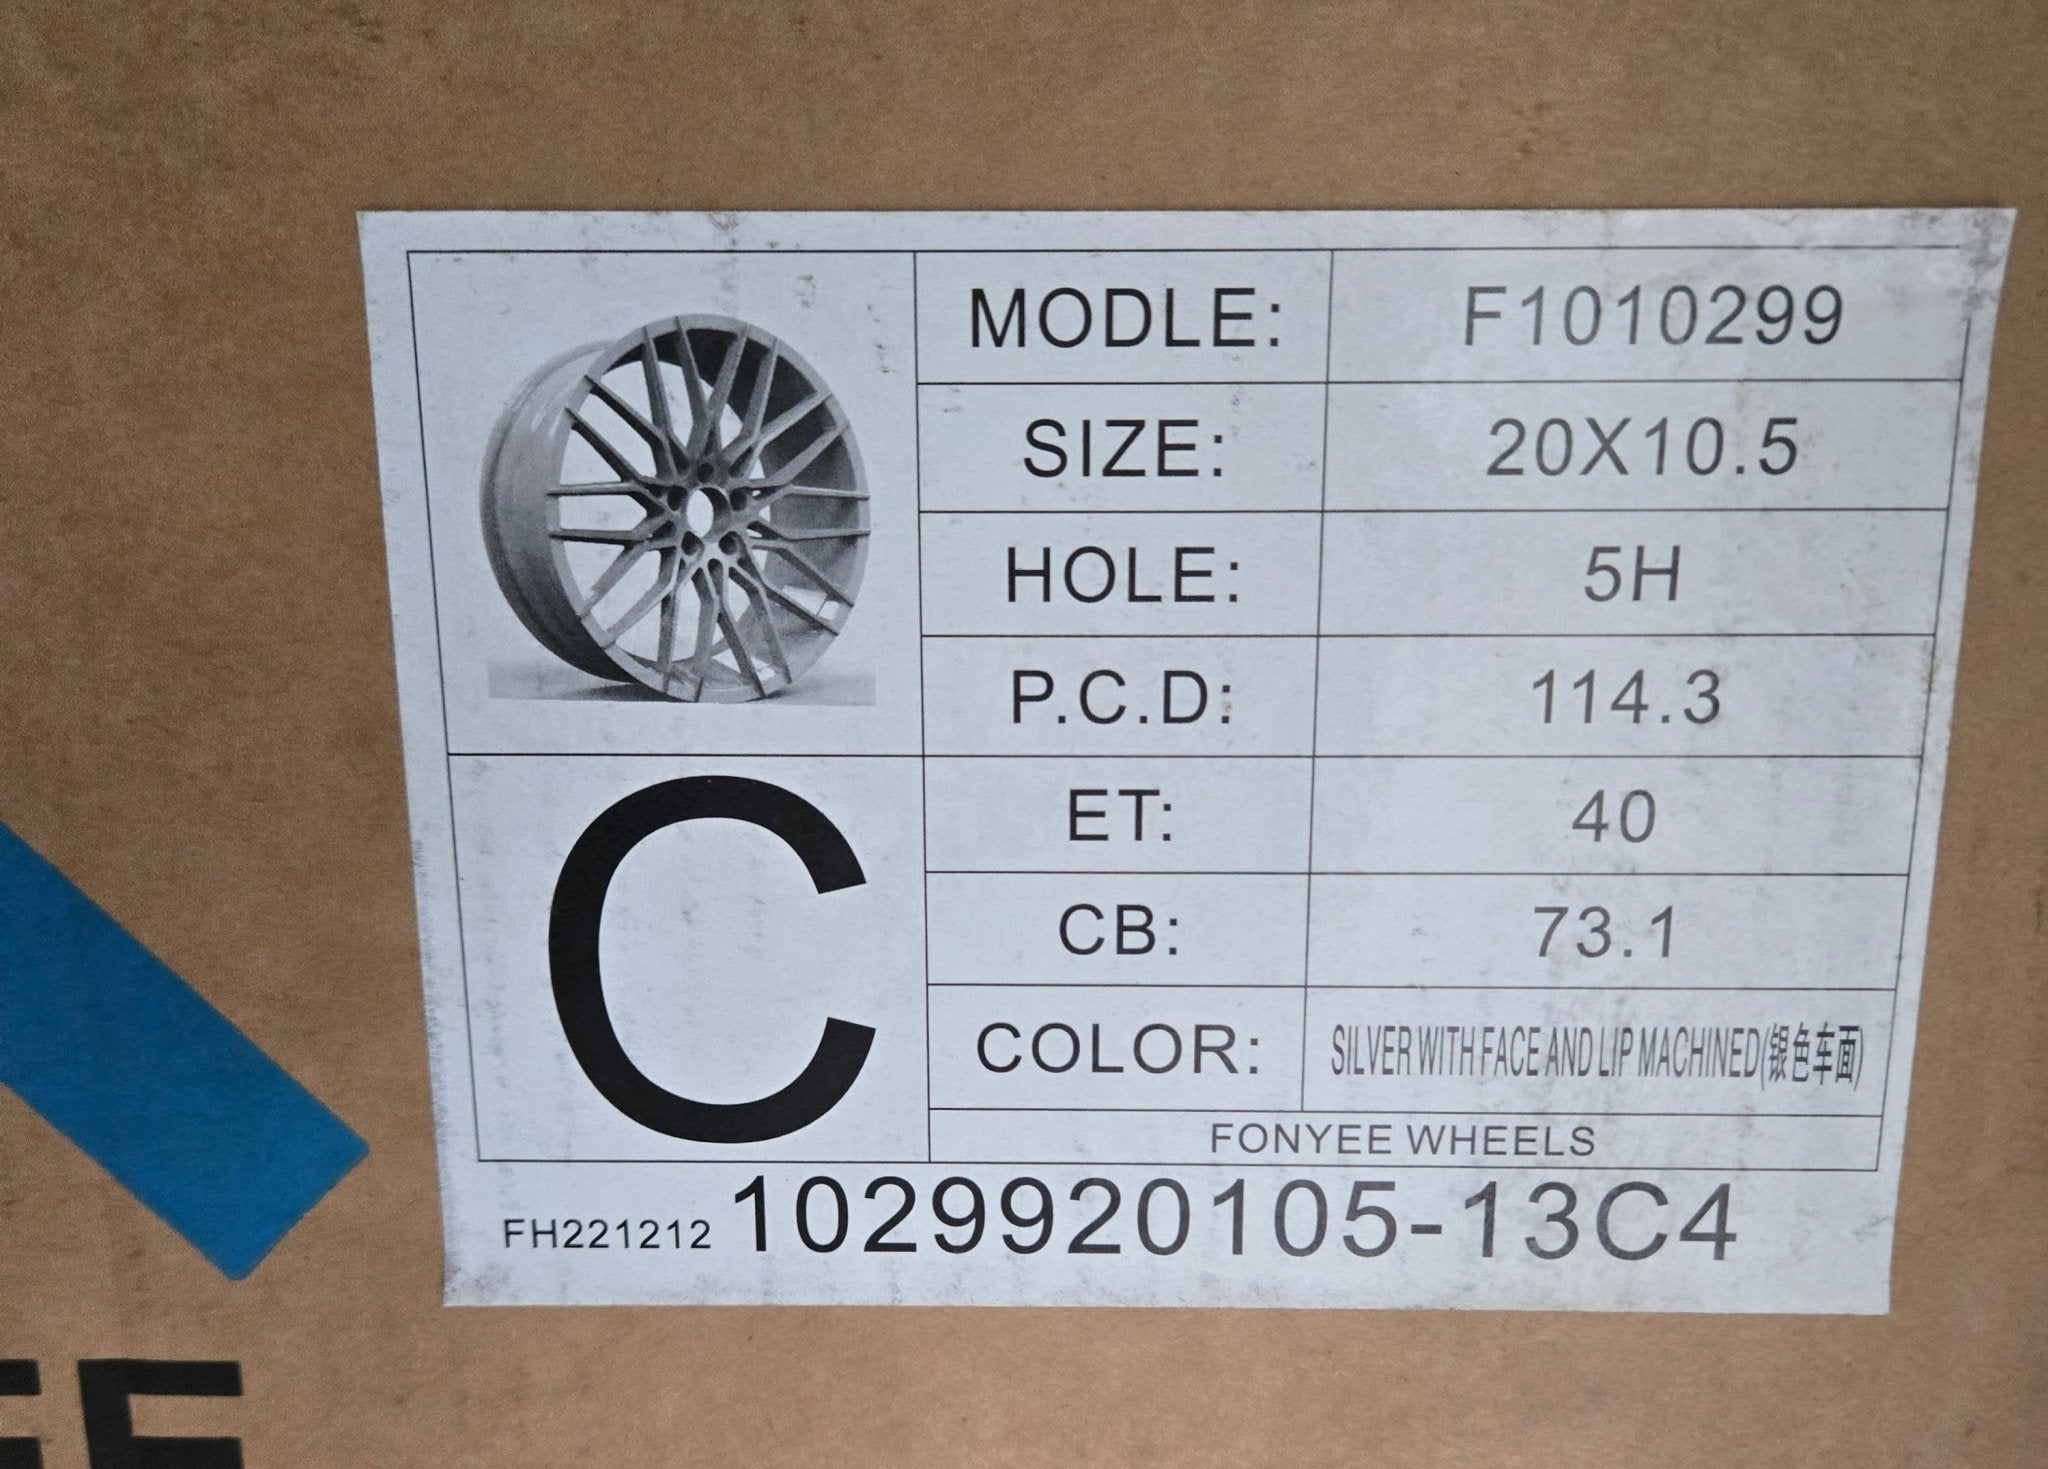 MODLE: F1010299
SIZE: 20X10.5
HOLE: 5H
P.C.D: 114.3
ET: 40
CB: 73.1
COLOR: SILVER WITH FACE AND LIP MACHINED(银色车面)
FONYEE WHEELS
C
FH221212 1029920105-13C4